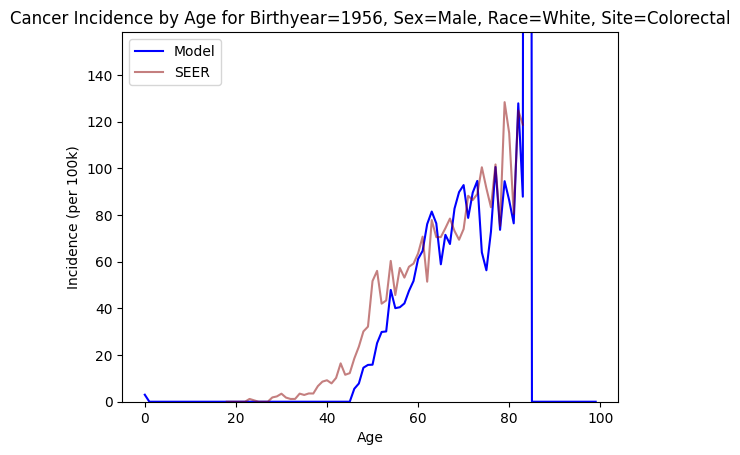 Cancer Incidence by Age for Birthyear=1956, Sex=Male, Race=White, Site=Colorectal
Model
SEER
140
120
100
80
60
40
20
0
Incidence (per 100k)
0 20 40 60 80 100
Age